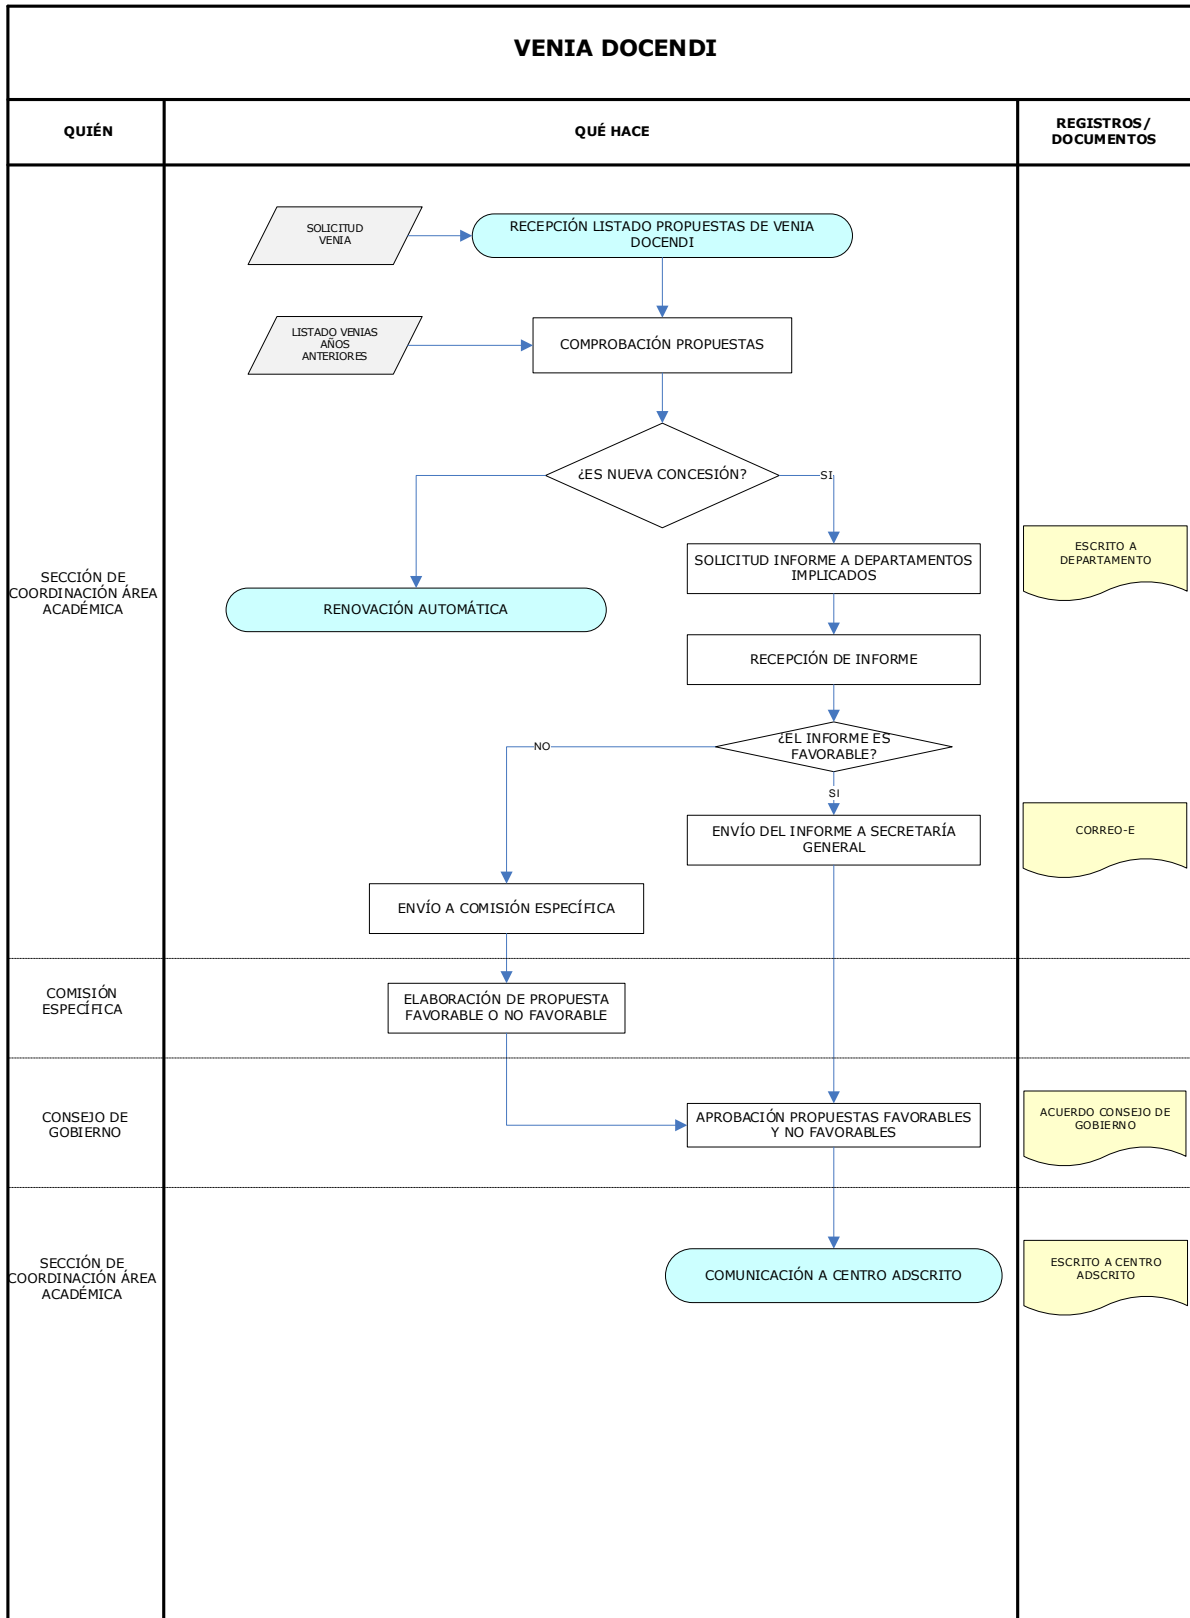 VENIA DOCENDI
QUIÉN
QUÉ HACE
REGISTROS/
DOCUMENTOS
SOLICITUD
VENIA
RECEPCIÓN LISTADO PROPUESTAS DE VENIA
DOCENDI
LISTADO VENIAS
AÑOS
ANTERIORES
COMPROBACIÓN PROPUESTAS
¿ES NUEVA CONCESIÓN?
SI
SOLICITUD INFORME A DEPARTAMENTOS
IMPLICADOS
ESCRITO A
DEPARTAMENTO
SECCIÓN DE
COORDINACIÓN ÁREA
ACADÉMICA
RENOVACIÓN AUTOMÁTICA
RECEPCIÓN DE INFORME
¿EL INFORME ES
FAVORABLE?
NO
SI
ENVÍO DEL INFORME A SECRETARÍA
GENERAL
CORREO-E
ENVÍO A COMISIÓN ESPECÍFICA
COMISIÓN
ESPECÍFICA
ELABORACIÓN DE PROPUESTA
FAVORABLE O NO FAVORABLE
CONSEJO DE
GOBIERNO
APROBACIÓN PROPUESTAS FAVORABLES
Y NO FAVORABLES
ACUERDO CONSEJO DE
GOBIERNO
SECCIÓN DE
COORDINACIÓN ÁREA
ACADÉMICA
COMUNICACIÓN A CENTRO ADSCRITO
ESCRITO A CENTRO
ADSCRITO